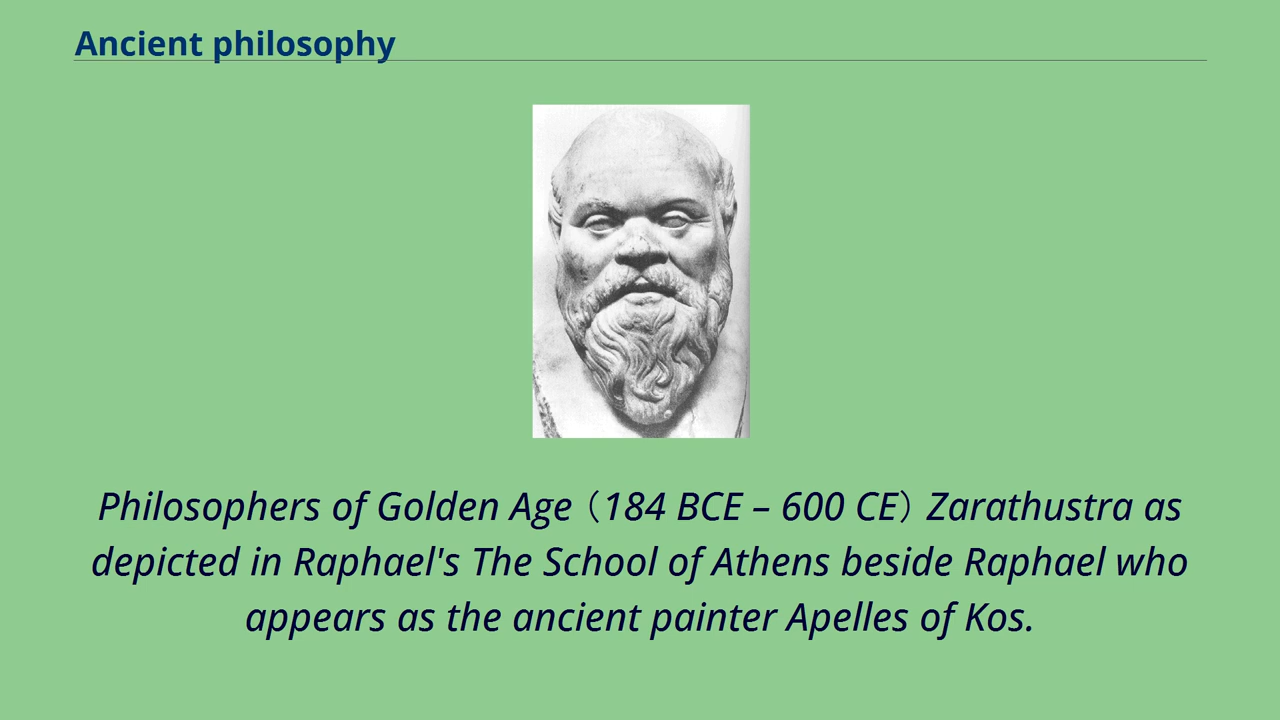 Ancient philosophy
Philosophers of Golden Age（184 BCE – 600 CE）Zarathustra as
depicted in Raphael's The School of Athens beside Raphael who
appears as the ancient painter Apelles of Kos.